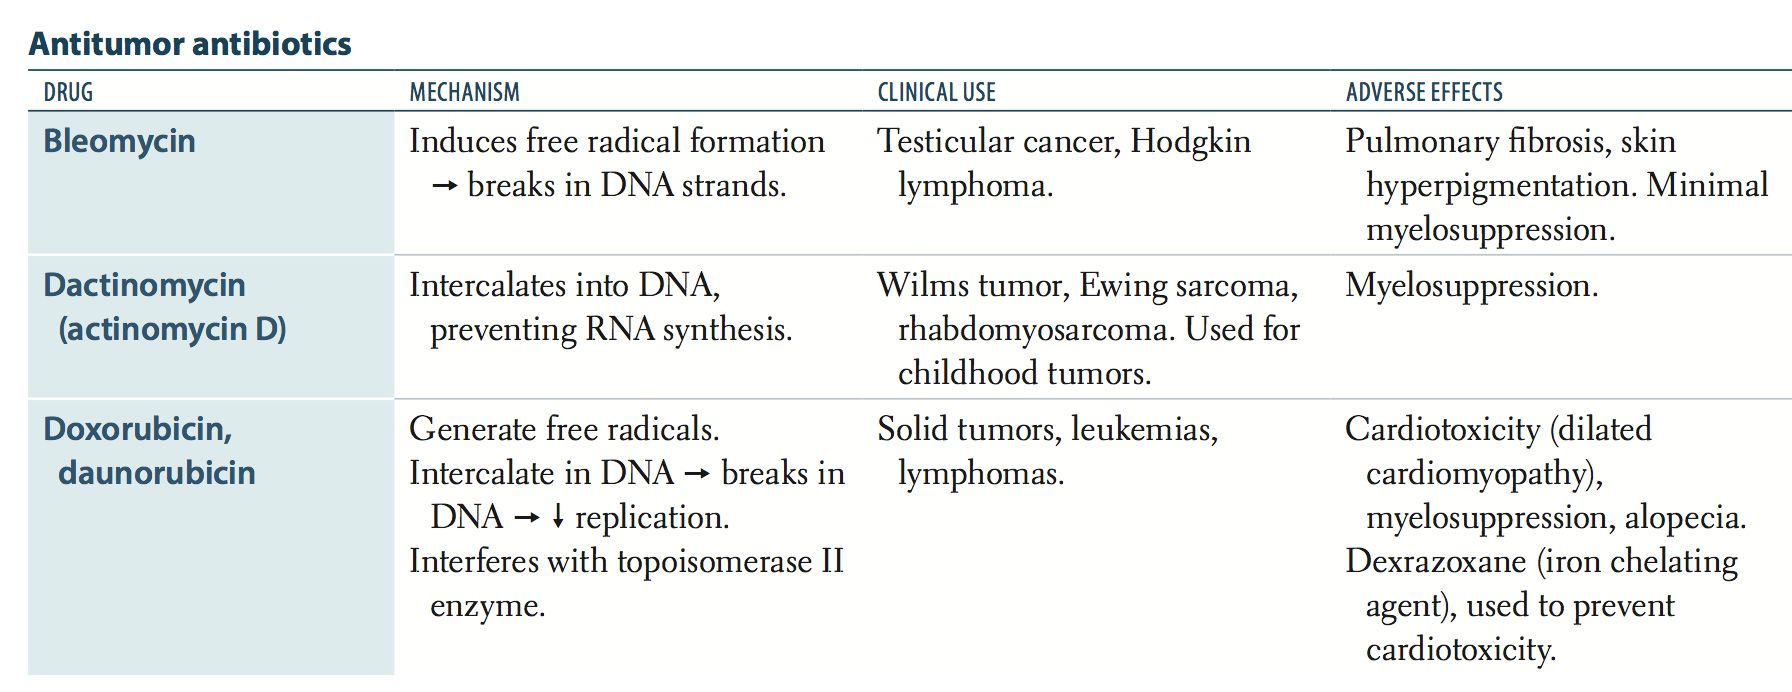 Antitumor antibiotics
DRUG MECHANISM CLINICAL USE ADVERSE EFFECTS
Bleomycin
Induces free radical formation
→ breaks in DNA strands.
Testicular cancer, Hodgkin
lymphoma.
Pulmonary fibrosis, skin
hyperpigmentation. Minimal
myelosuppression.
Dactinomycin
(actinomycin D)
Intercalates into DNA,
preventing RNA synthesis.
Wilms tumor, Ewing sarcoma,
rhabdomyosarcoma. Used for
childhood tumors.
Myelosuppression.
Doxorubicin,
daunorubicin
Generate free radicals.
Intercalate in DNA → breaks in
DNA → ↓ replication.
Interferes with topoisomerase II
enzyme.
Solid tumors, leukemias,
lymphomas.
Cardiotoxicity (dilated
cardiomyopathy),
myelosuppression, alopecia.
Dexrazoxane (iron chelating
agent), used to prevent
cardiotoxicity.